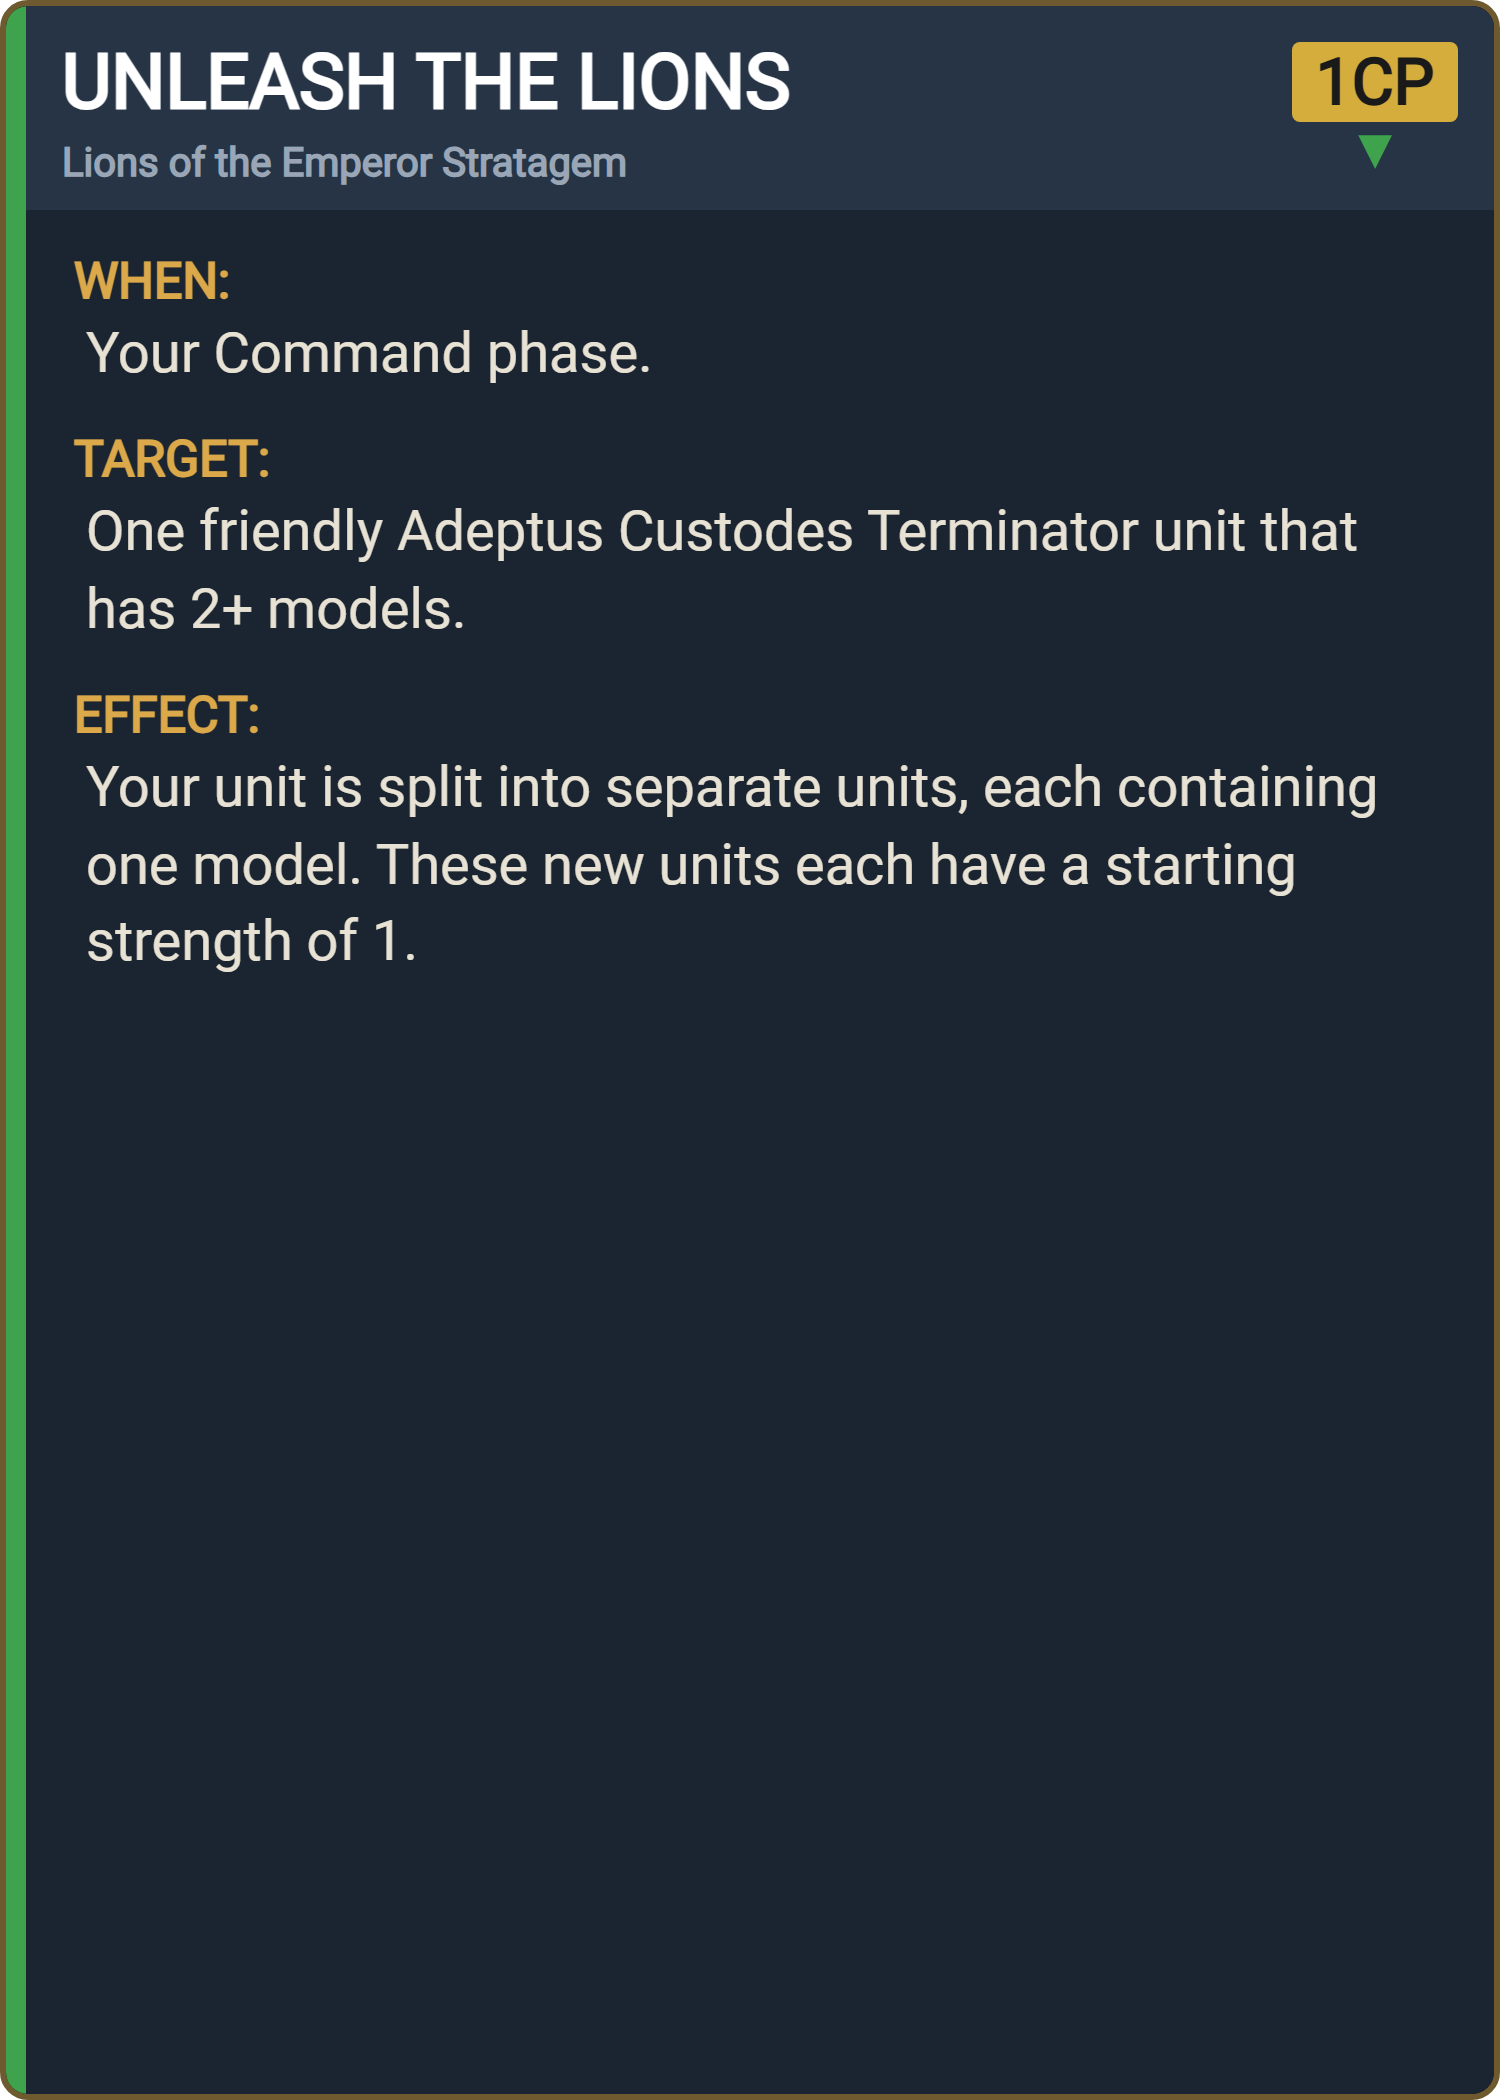 UNLEASH THE LIONS
1CP
Lions of the Emperor Stratagem
WHEN:
Your Command phase.
TARGET:
One friendly Adeptus Custodes Terminator unit that
has 2+ models.
EFFECT:
Your unit is split into separate units, each containing
one model. These new units each have a starting
strength of 1.